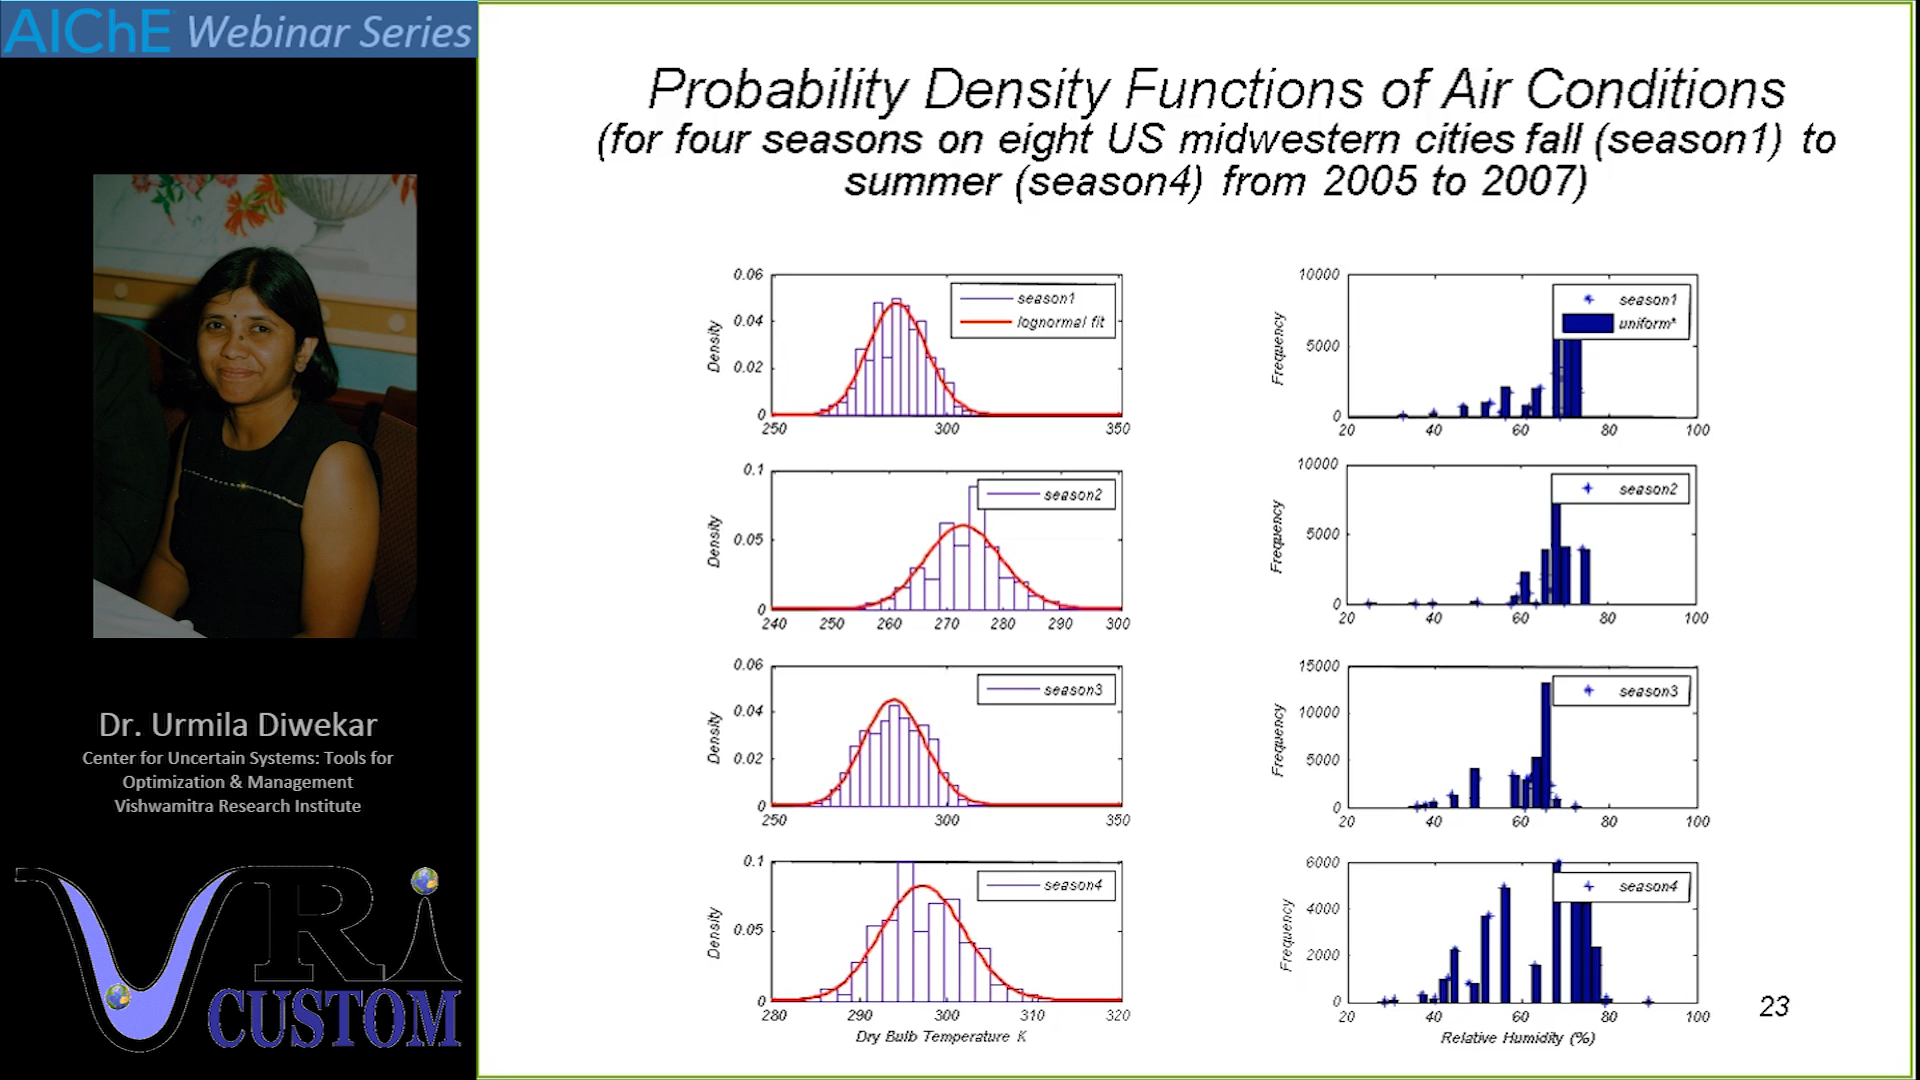 AIChE Webinar Series
Probability Density Functions of Air Conditions
(for four seasons on eight US midwestern cities fall (season1) to
summer (season4) from 2005 to 2007)
0.06
0.04
0.02
0
Density
250
300
350
season1
lognormal fit
10000
5000
0
Frequency
20
40
60
80
100
season1
uniform*
0.1
0.05
0
Density
240
250
260
270
280
290
300
season2
10000
5000
0
Frequency
20
40
60
80
100
season2
0.06
0.04
0.02
0
Density
250
300
350
season3
15000
10000
5000
0
Frequency
20
40
60
80
100
season3
0.1
0.05
0
Density
280
290
300
310
320
Dry Bulb Temperature K
season4
6000
4000
2000
0
Frequency
20
40
60
80
100
Relative Humidity (%)
season4
23
Dr. Urmila Diwekar
Center for Uncertain Systems: Tools for
Optimization & Management
Vishwamitra Research Institute
VRi
CUSTOM